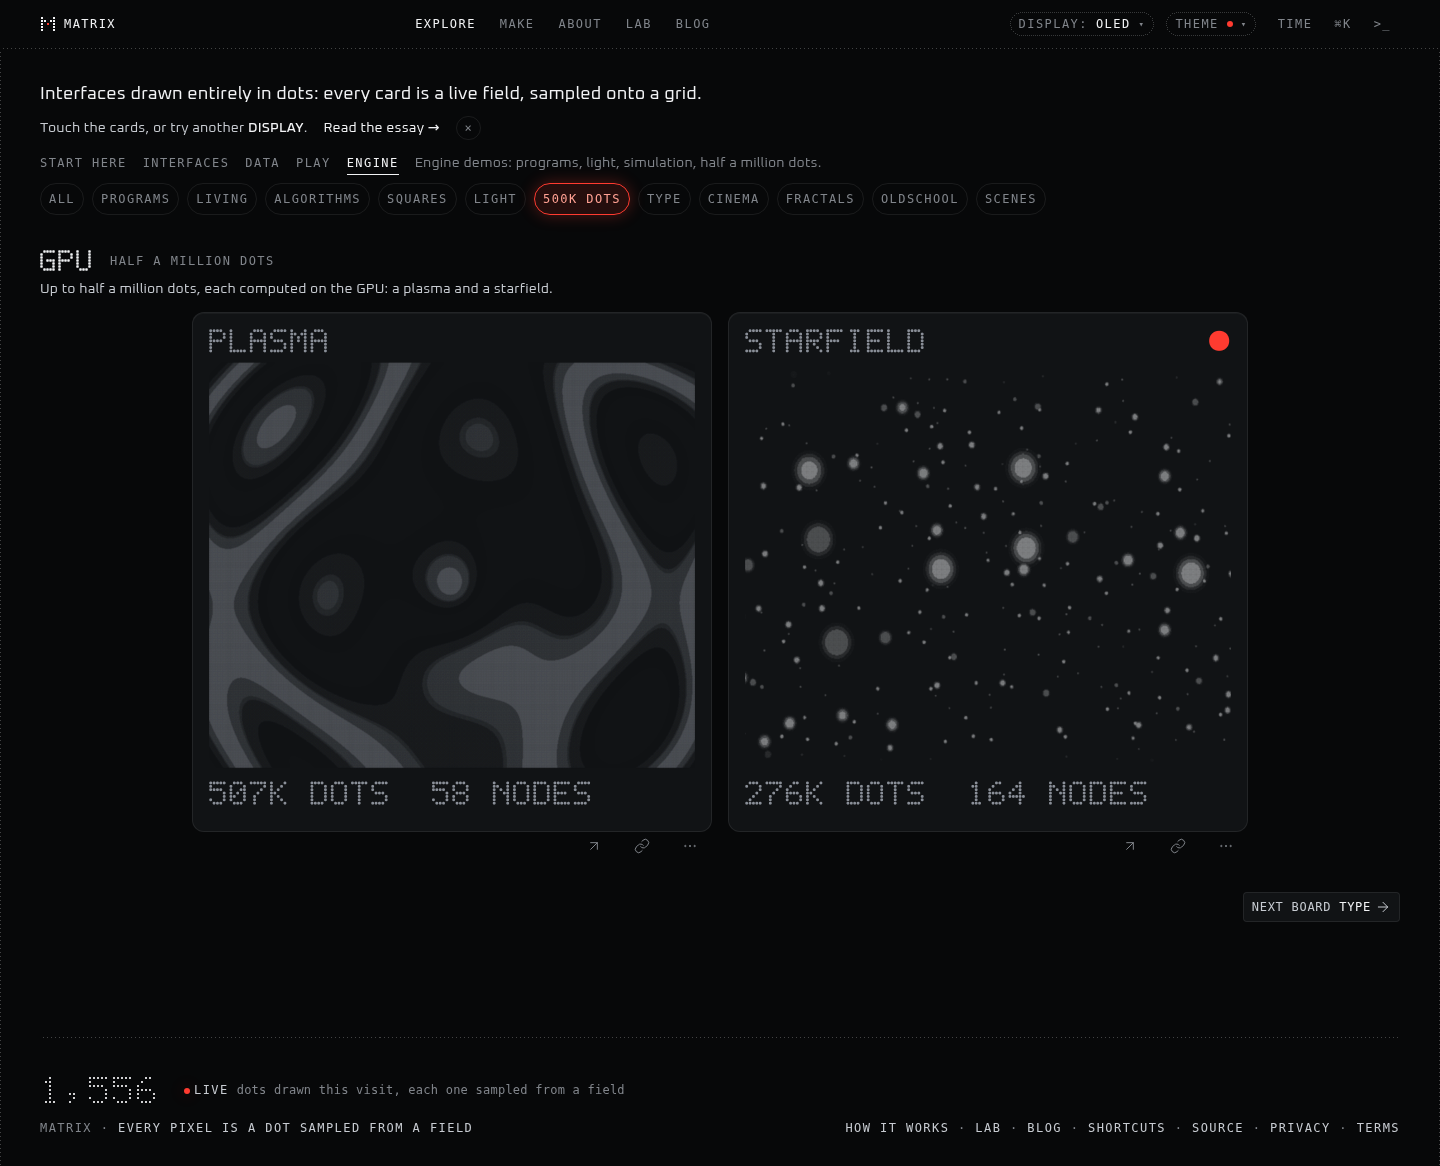 MATRIX
EXPLORE MAKE ABOUT LAB BLOG
DISPLAY: OLED ▾ THEME ▾ TIME ⌘K >_
Interfaces drawn entirely in dots: every card is a live field, sampled onto a grid.
Touch the cards, or try another DISPLAY. Read the essay → ×
START HERE INTERFACES DATA PLAY ENGINE Engine demos: programs, light, simulation, half a million dots.
ALL PROGRAMS LIVING ALGORITHMS SQUARES LIGHT 500K DOTS TYPE CINEMA FRACTALS OLDSCHOOL SCENES
GPU HALF A MILLION DOTS
Up to half a million dots, each computed on the GPU: a plasma and a starfield.
PLASMA
507K DOTS 58 NODES
STARFIELD
276K DOTS 164 NODES
NEXT BOARD TYPE →
1,556 LIVE dots drawn this visit, each one sampled from a field
MATRIX · EVERY PIXEL IS A DOT SAMPLED FROM A FIELD
HOW IT WORKS · LAB · BLOG · SHORTCUTS · SOURCE · PRIVACY · TERMS